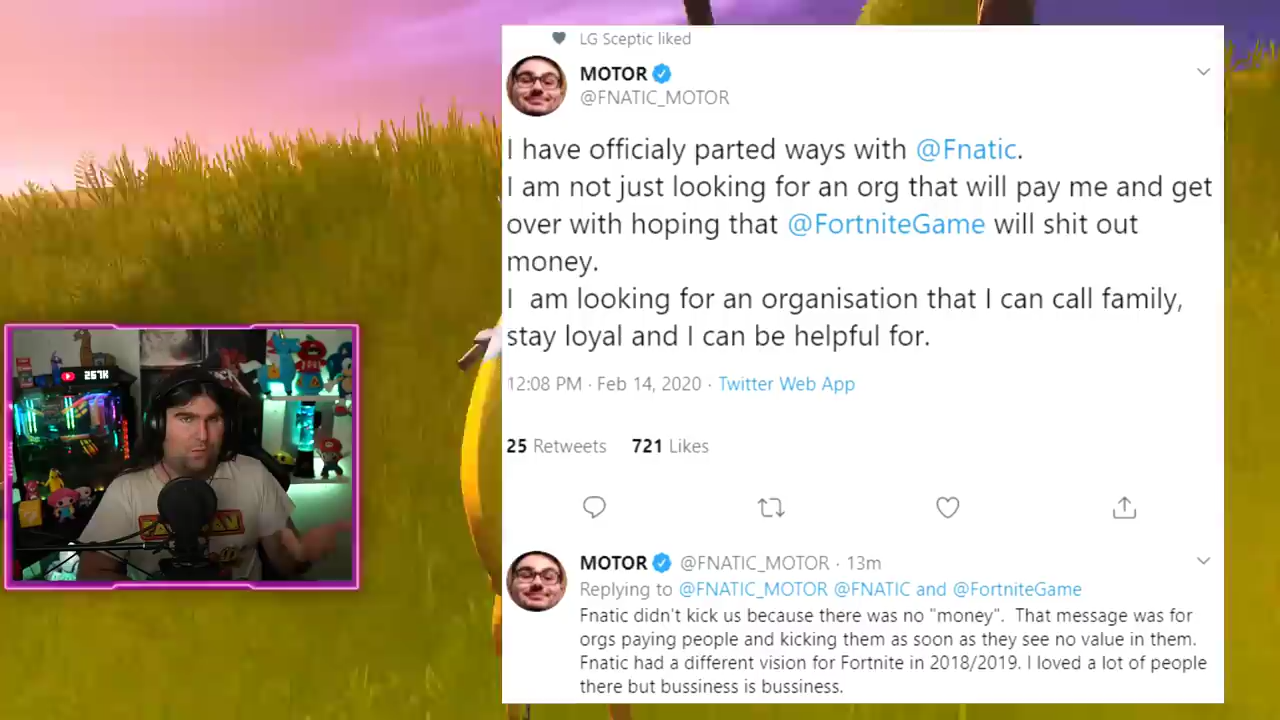 LG Sceptic liked
MOTOR
@FNATIC_MOTOR
I have officialy parted ways with @Fnatic.
I am not just looking for an org that will pay me and get
over with hoping that @FortniteGame will shit out
money.
I  am looking for an organisation that I can call family,
stay loyal and I can be helpful for.
12:08 PM · Feb 14, 2020 · Twitter Web App
25 Retweets 721 Likes
MOTOR @FNATIC_MOTOR · 13m
Replying to @FNATIC_MOTOR @FNATIC and @FortniteGame
Fnatic didn't kick us because there was no "money".  That message was for
orgs paying people and kicking them as soon as they see no value in them.
Fnatic had a different vision for Fortnite in 2018/2019. I loved a lot of people
there but bussiness is bussiness.
267K